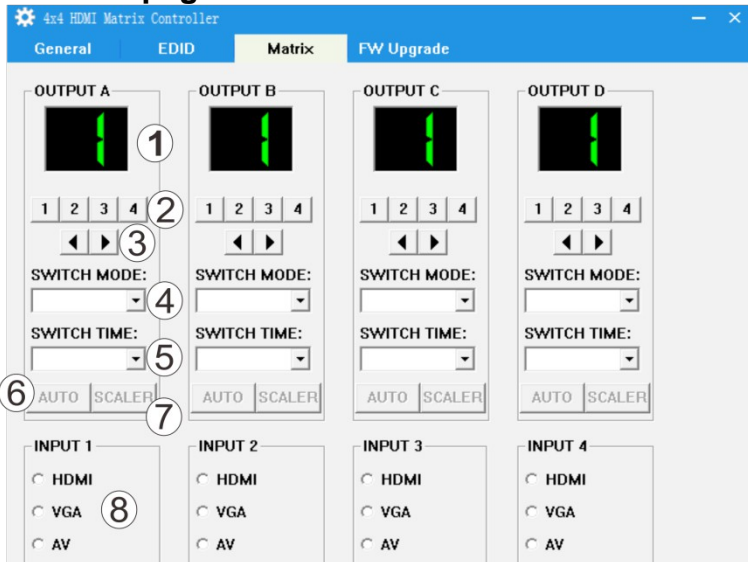 4x4 HDMI Matrix Controller
General EDID Matrix FW Upgrade
OUTPUT A OUTPUT B OUTPUT C OUTPUT D
1 1 1 1
1
1 2 3 4 1 2 3 4 1 2 3 4 1 2 3 4
2
3
SWITCH MODE: SWITCH MODE: SWITCH MODE: SWITCH MODE:
4
SWITCH TIME: SWITCH TIME: SWITCH TIME: SWITCH TIME:
5
6
AUTO SCALER AUTO SCALER AUTO SCALER AUTO SCALER
7
INPUT 1 INPUT 2 INPUT 3 INPUT 4
HDMI HDMI HDMI HDMI
VGA VGA VGA VGA
8
AV AV AV AV